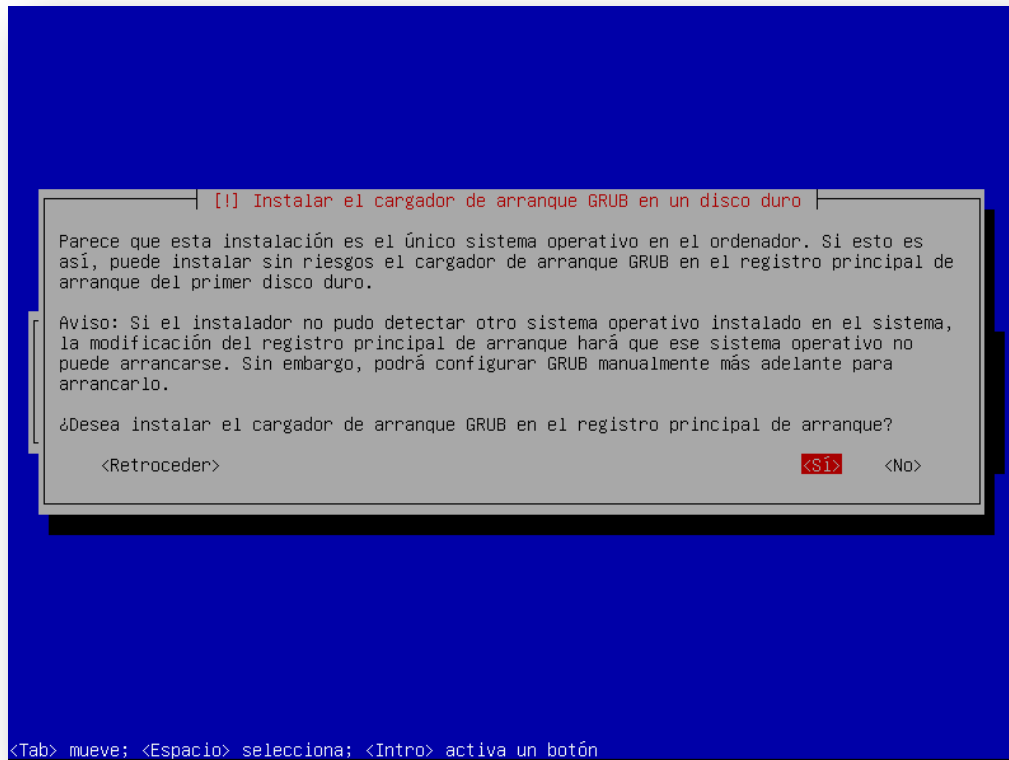 [!] Instalar el cargador de arranque GRUB en un disco duro
Parece que esta instalación es el único sistema operativo en el ordenador. Si esto es
así, puede instalar sin riesgos el cargador de arranque GRUB en el registro principal de
arranque del primer disco duro.
Aviso: Si el instalador no pudo detectar otro sistema operativo instalado en el sistema,
la modificación del registro principal de arranque hará que ese sistema operativo no
puede arrancarse. Sin embargo, podrá configurar GRUB manualmente más adelante para
arrancarlo.
¿Desea instalar el cargador de arranque GRUB en el registro principal de arranque?
<Retroceder> <Sí> <No>
<Tab> mueve; <Espacio> selecciona; <Intro> activa un botón